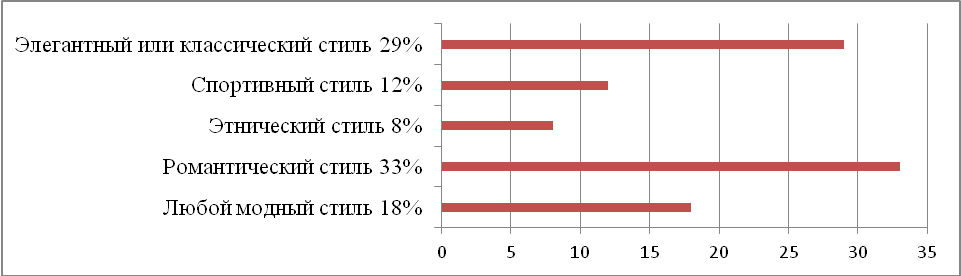 Элегантный или классический стиль 29%
Спортивный стиль 12%
Этнический стиль 8%
Романтический стиль 33%
Любой модный стиль 18%
0 5 10 15 20 25 30 35